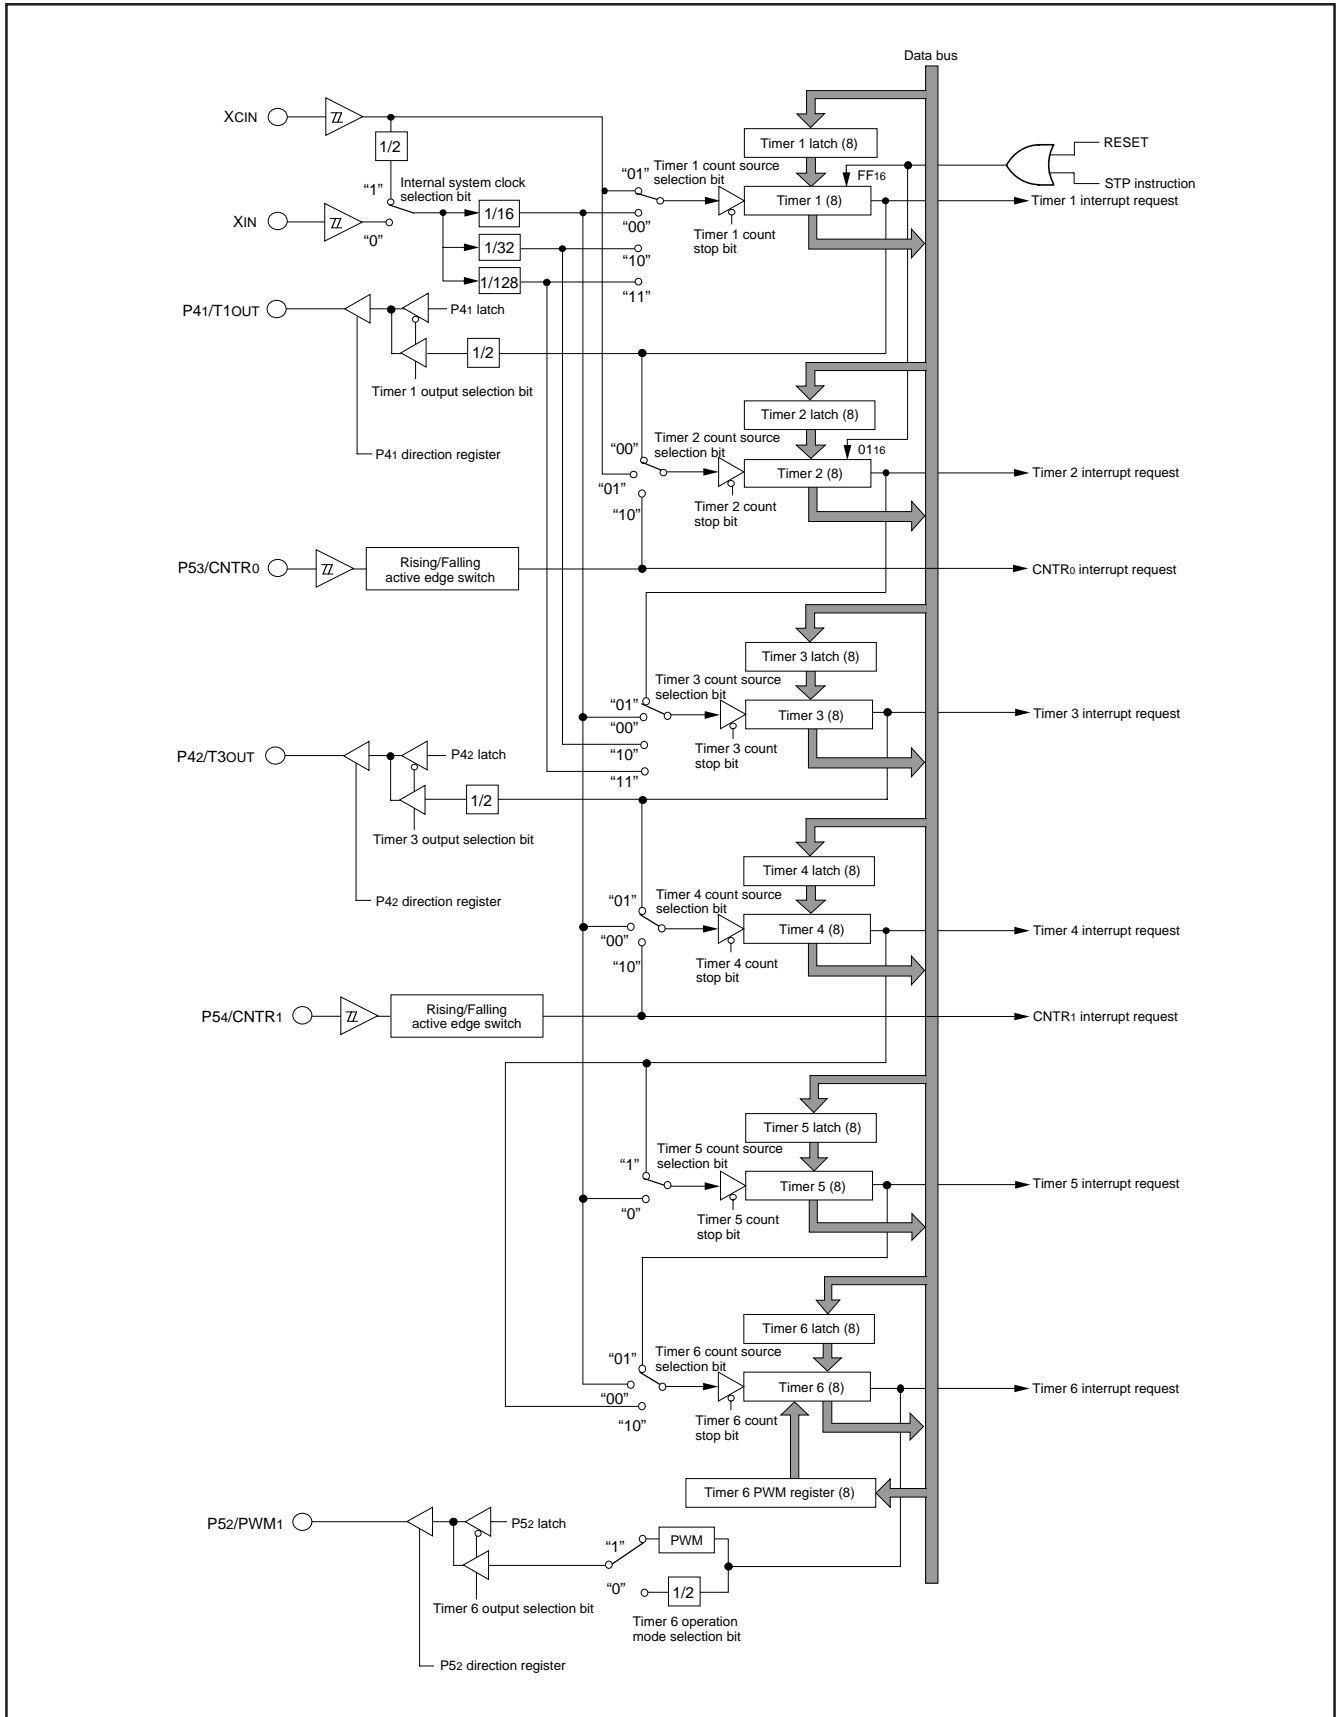 Data bus
XCIN
1/2
Timer 1 latch (8)
RESET
STP instruction
"01"
Timer 1 count source
selection bit
FF16
Timer 1 (8)
Timer 1 interrupt request
"1"
Internal system clock
selection bit
XIN
"0"
1/16
"00"
Timer 1 count
stop bit
1/32
"10"
1/128
"11"
P41/T1OUT
P41 latch
1/2
Timer 1 output selection bit
P41 direction register
Timer 2 latch (8)
"00"
Timer 2 count source
selection bit
0116
Timer 2 (8)
Timer 2 interrupt request
"01"
"10"
Timer 2 count
stop bit
P53/CNTR0
Rising/Falling
active edge switch
CNTR0 interrupt request
Timer 3 latch (8)
Timer 3 count source
selection bit
"01"
Timer 3 (8)
Timer 3 interrupt request
"00"
"10"
"11"
Timer 3 count
stop bit
P42/T3OUT
P42 latch
1/2
Timer 3 output selection bit
P42 direction register
Timer 4 latch (8)
"01"
Timer 4 count source
selection bit
Timer 4 (8)
Timer 4 interrupt request
"00"
"10"
Timer 4 count
stop bit
P54/CNTR1
Rising/Falling
active edge switch
CNTR1 interrupt request
Timer 5 latch (8)
Timer 5 count source
selection bit
"1"
Timer 5 (8)
Timer 5 interrupt request
"0"
Timer 5 count
stop bit
Timer 6 latch (8)
"01"
Timer 6 count source
selection bit
Timer 6 (8)
Timer 6 interrupt request
"00"
"10"
Timer 6 count
stop bit
Timer 6 PWM register (8)
P52/PWM1
P52 latch
"1"
PWM
"0"
1/2
Timer 6 output selection bit
Timer 6 operation
mode selection bit
P52 direction register